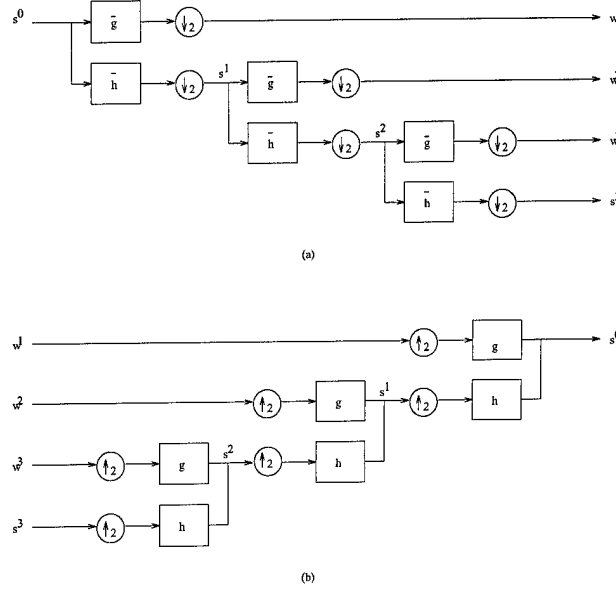 s⁰ g̅ ↓2 w
h̅ ↓2 s¹ g̅ ↓2 w
h̅ ↓2 s² g̅ ↓2 w
h̅ ↓2 s
(a)
w¹ ↑2 g s
w² ↑2 g s¹ ↑2 h
w³ ↑2 g s² ↑2 h
s³ ↑2 h
(b)